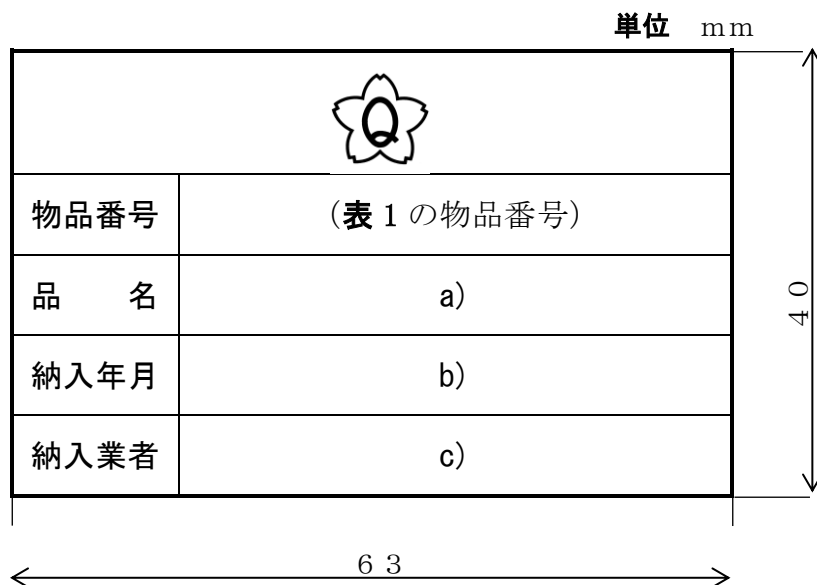 単位　ｍｍ
Q
物品番号　（表１の物品番号）
品　　名　a)
納入年月　b)
納入業者　c)
４０
６３